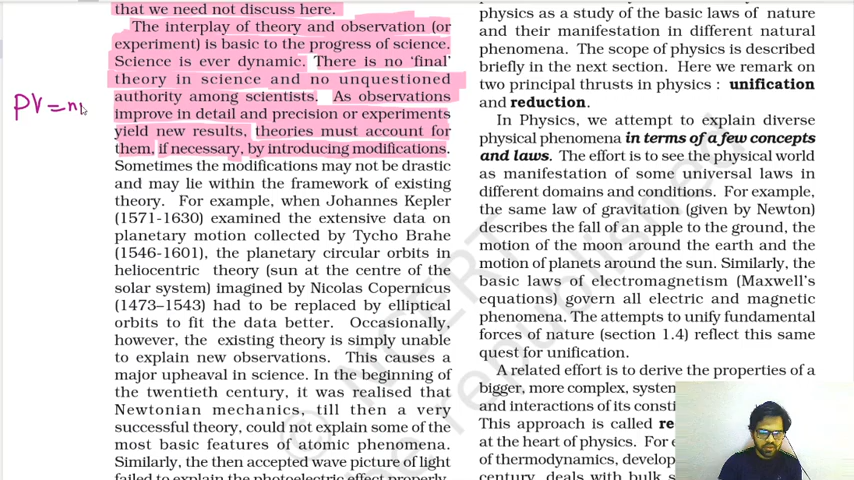 that we need not discuss here.
The interplay of theory and observation (or
experiment) is basic to the progress of science.
Science is ever dynamic. There is no ‘final’
theory in science and no unquestioned
authority among scientists. As observations
improve in detail and precision or experiments
yield new results, theories must account for
them, if necessary, by introducing modifications.
Sometimes the modifications may not be drastic
and may lie within the framework of existing
theory. For example, when Johannes Kepler
(1571-1630) examined the extensive data on
planetary motion collected by Tycho Brahe
(1546-1601), the planetary circular orbits in
heliocentric theory (sun at the centre of the
solar system) imagined by Nicolas Copernicus
(1473–1543) had to be replaced by elliptical
orbits to fit the data better. Occasionally,
however, the existing theory is simply unable
to explain new observations. This causes a
major upheaval in science. In the beginning of
the twentieth century, it was realised that
Newtonian mechanics, till then a very
successful theory, could not explain some of the
most basic features of atomic phenomena.
Similarly, the then accepted wave picture of light
failed to explain the photoelectric effect properly.
PV=n
physics as a study of the basic laws of nature
and their manifestation in different natural
phenomena. The scope of physics is described
briefly in the next section. Here we remark on
two principal thrusts in physics : unification
and reduction.
In Physics, we attempt to explain diverse
physical phenomena in terms of a few concepts
and laws. The effort is to see the physical world
as manifestation of some universal laws in
different domains and conditions. For example,
the same law of gravitation (given by Newton)
describes the fall of an apple to the ground, the
motion of the moon around the earth and the
motion of planets around the sun. Similarly, the
basic laws of electromagnetism (Maxwell's
equations) govern all electric and magnetic
phenomena. The attempts to unify fundamental
forces of nature (section 1.4) reflect this same
quest for unification.
A related effort is to derive the properties of a
bigger, more complex, system
and interactions of its consti
This approach is called re
at the heart of physics. For e
of thermodynamics, develop
century, deals with bulk s
© NCERT
be republished